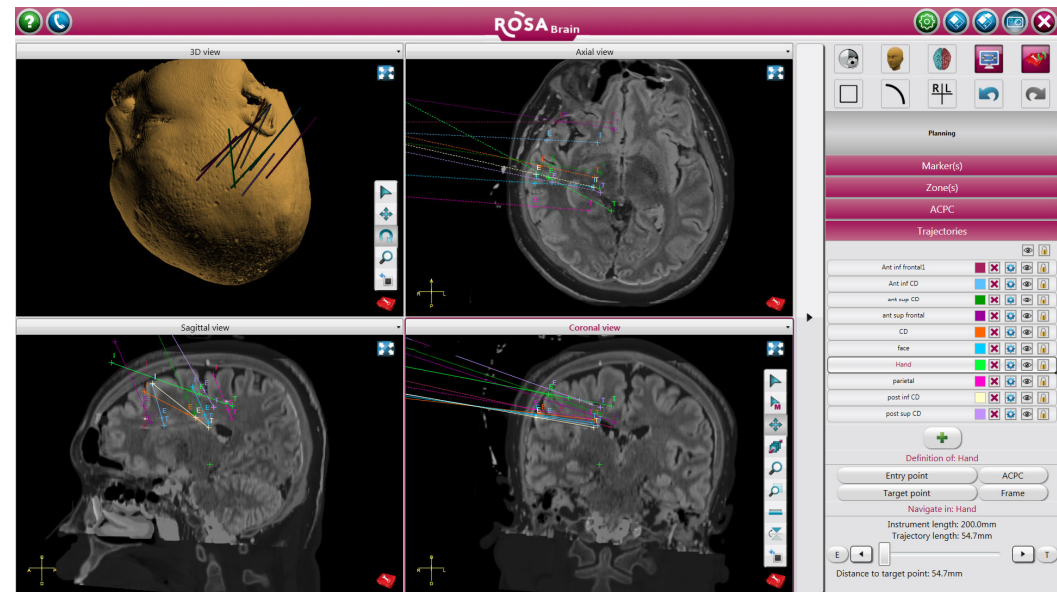 ?
ROSA Brain
3D view
Axial view
R L
Planning
Marker(s)
Zone(s)
ACPC
Trajectories
Ant inf frontal1
Ant inf CD
ant sup CD
ant sup frontal
CD
face
Hand
parietal
post inf CD
post sup CD
Sagittal view
Coronal view
M
Definition of: Hand
Entry point
ACPC
Target point
Frame
Navigate in: Hand
Instrument length: 200.0mm
Trajectory length: 54.7mm
E
T
Distance to target point: 54.7mm